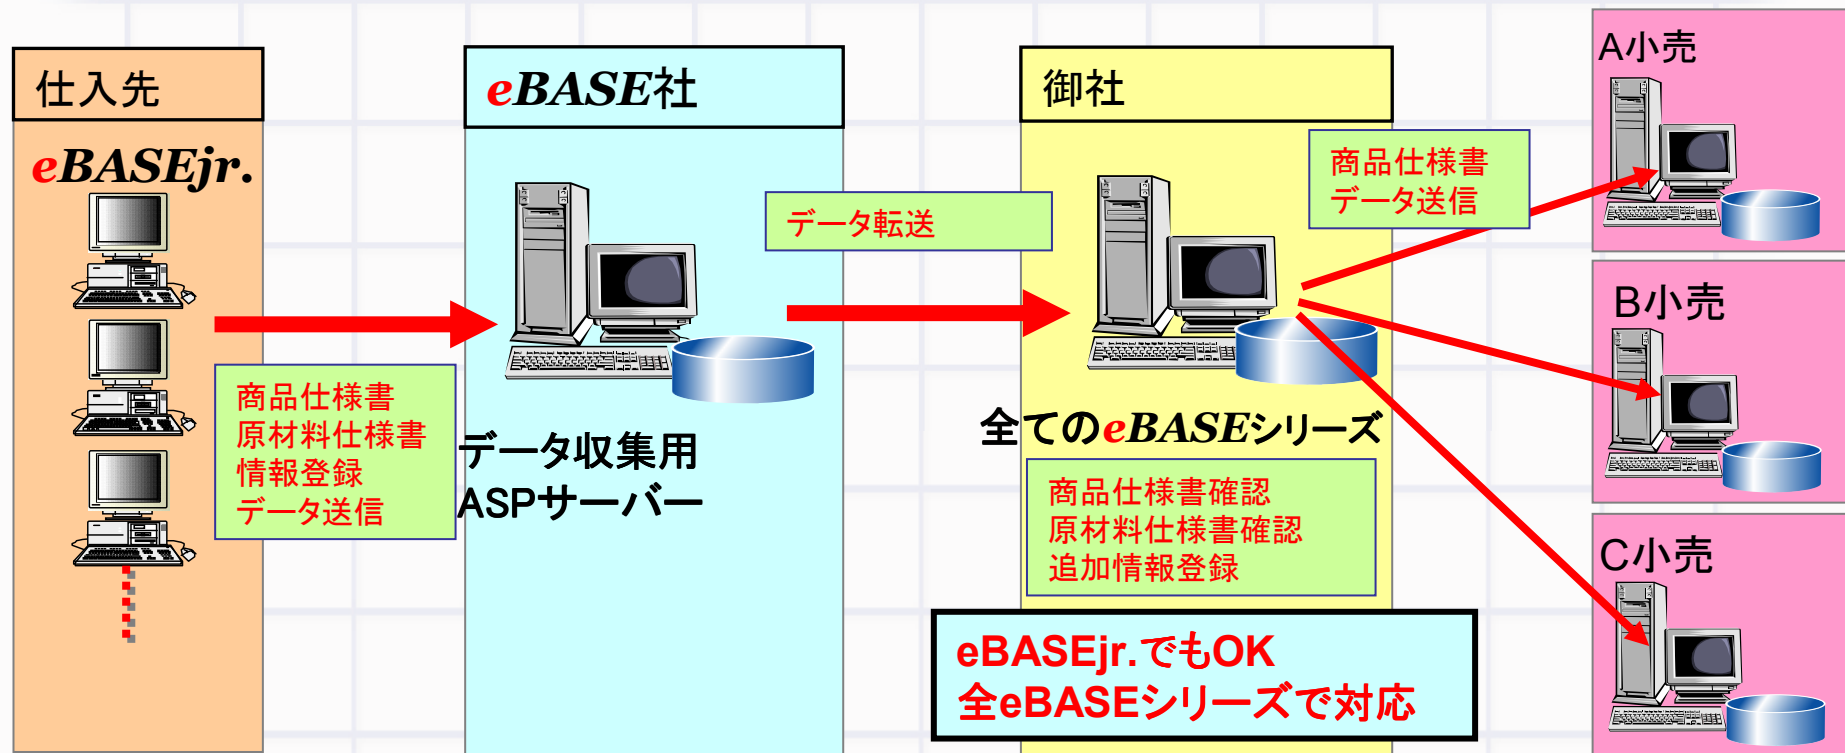 仕入先
eBASEjr.
商品仕様書
原材料仕様書
情報登録
データ送信
eBASE社
データ収集用
ASPサーバー
データ転送
御社
全てのeBASEシリーズ
商品仕様書確認
原材料仕様書確認
追加情報登録
eBASEjr.でもOK
全eBASEシリーズで対応
商品仕様書
データ送信
A小売
B小売
C小売